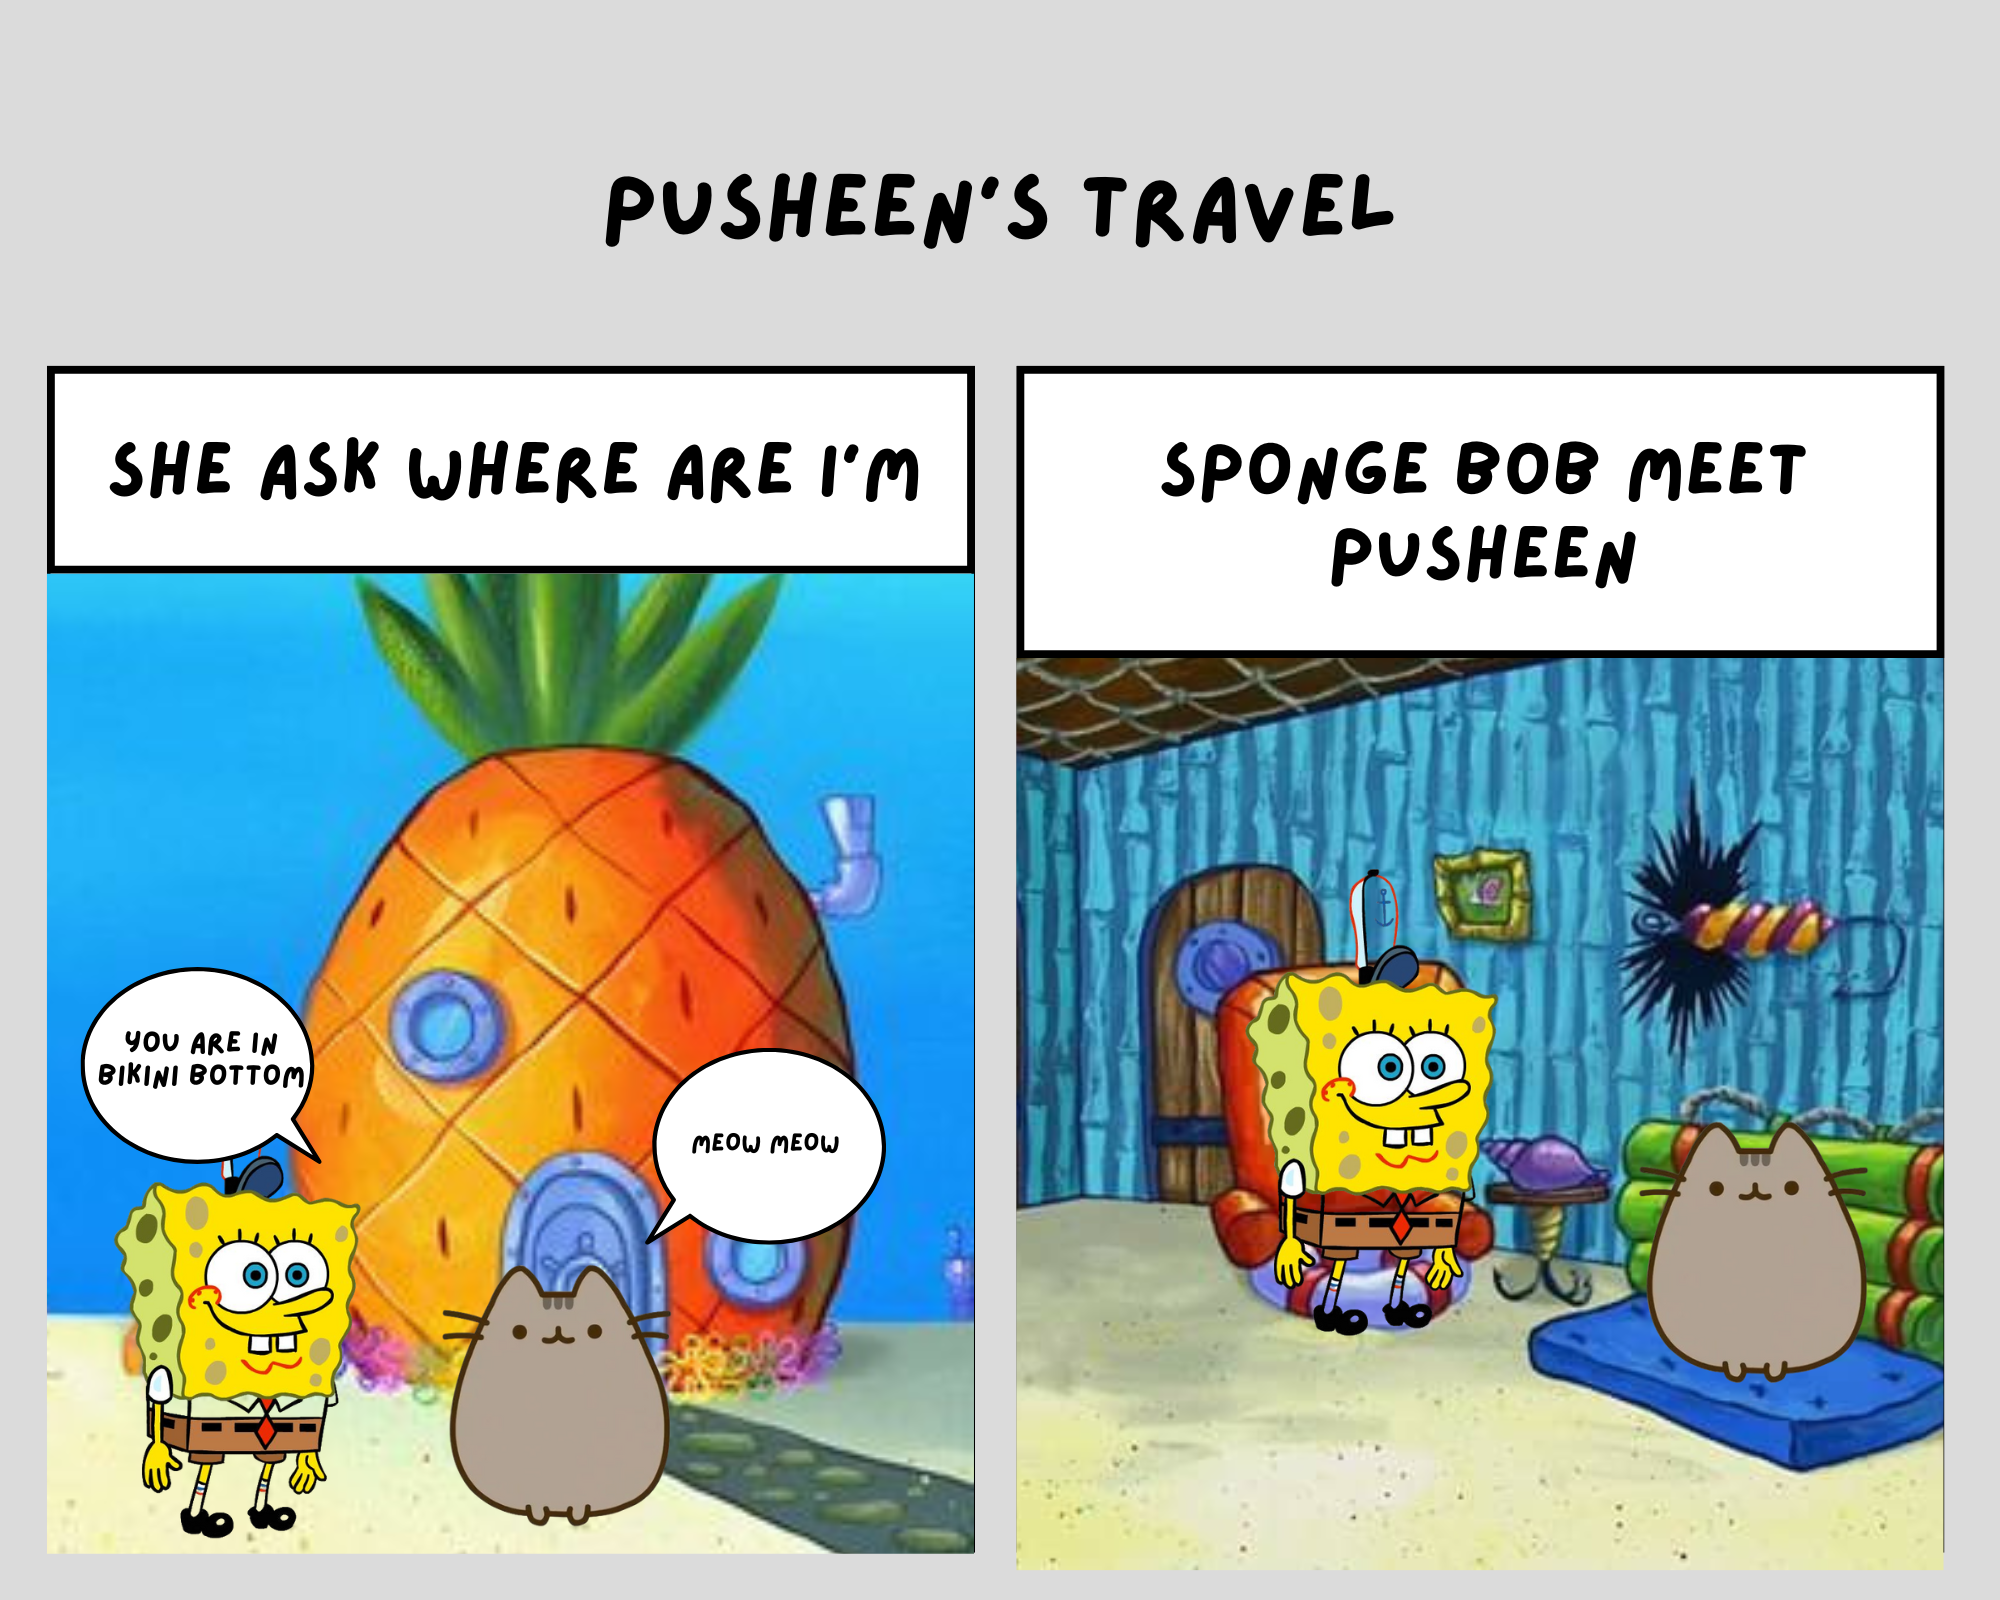 PUSHEEN'S TRAVEL
SHE ASK WHERE ARE I'M
YOU ARE IN
BIKINI BOTTOM
MEOW MEOW
SPONGE BOB MEET
PUSHEEN